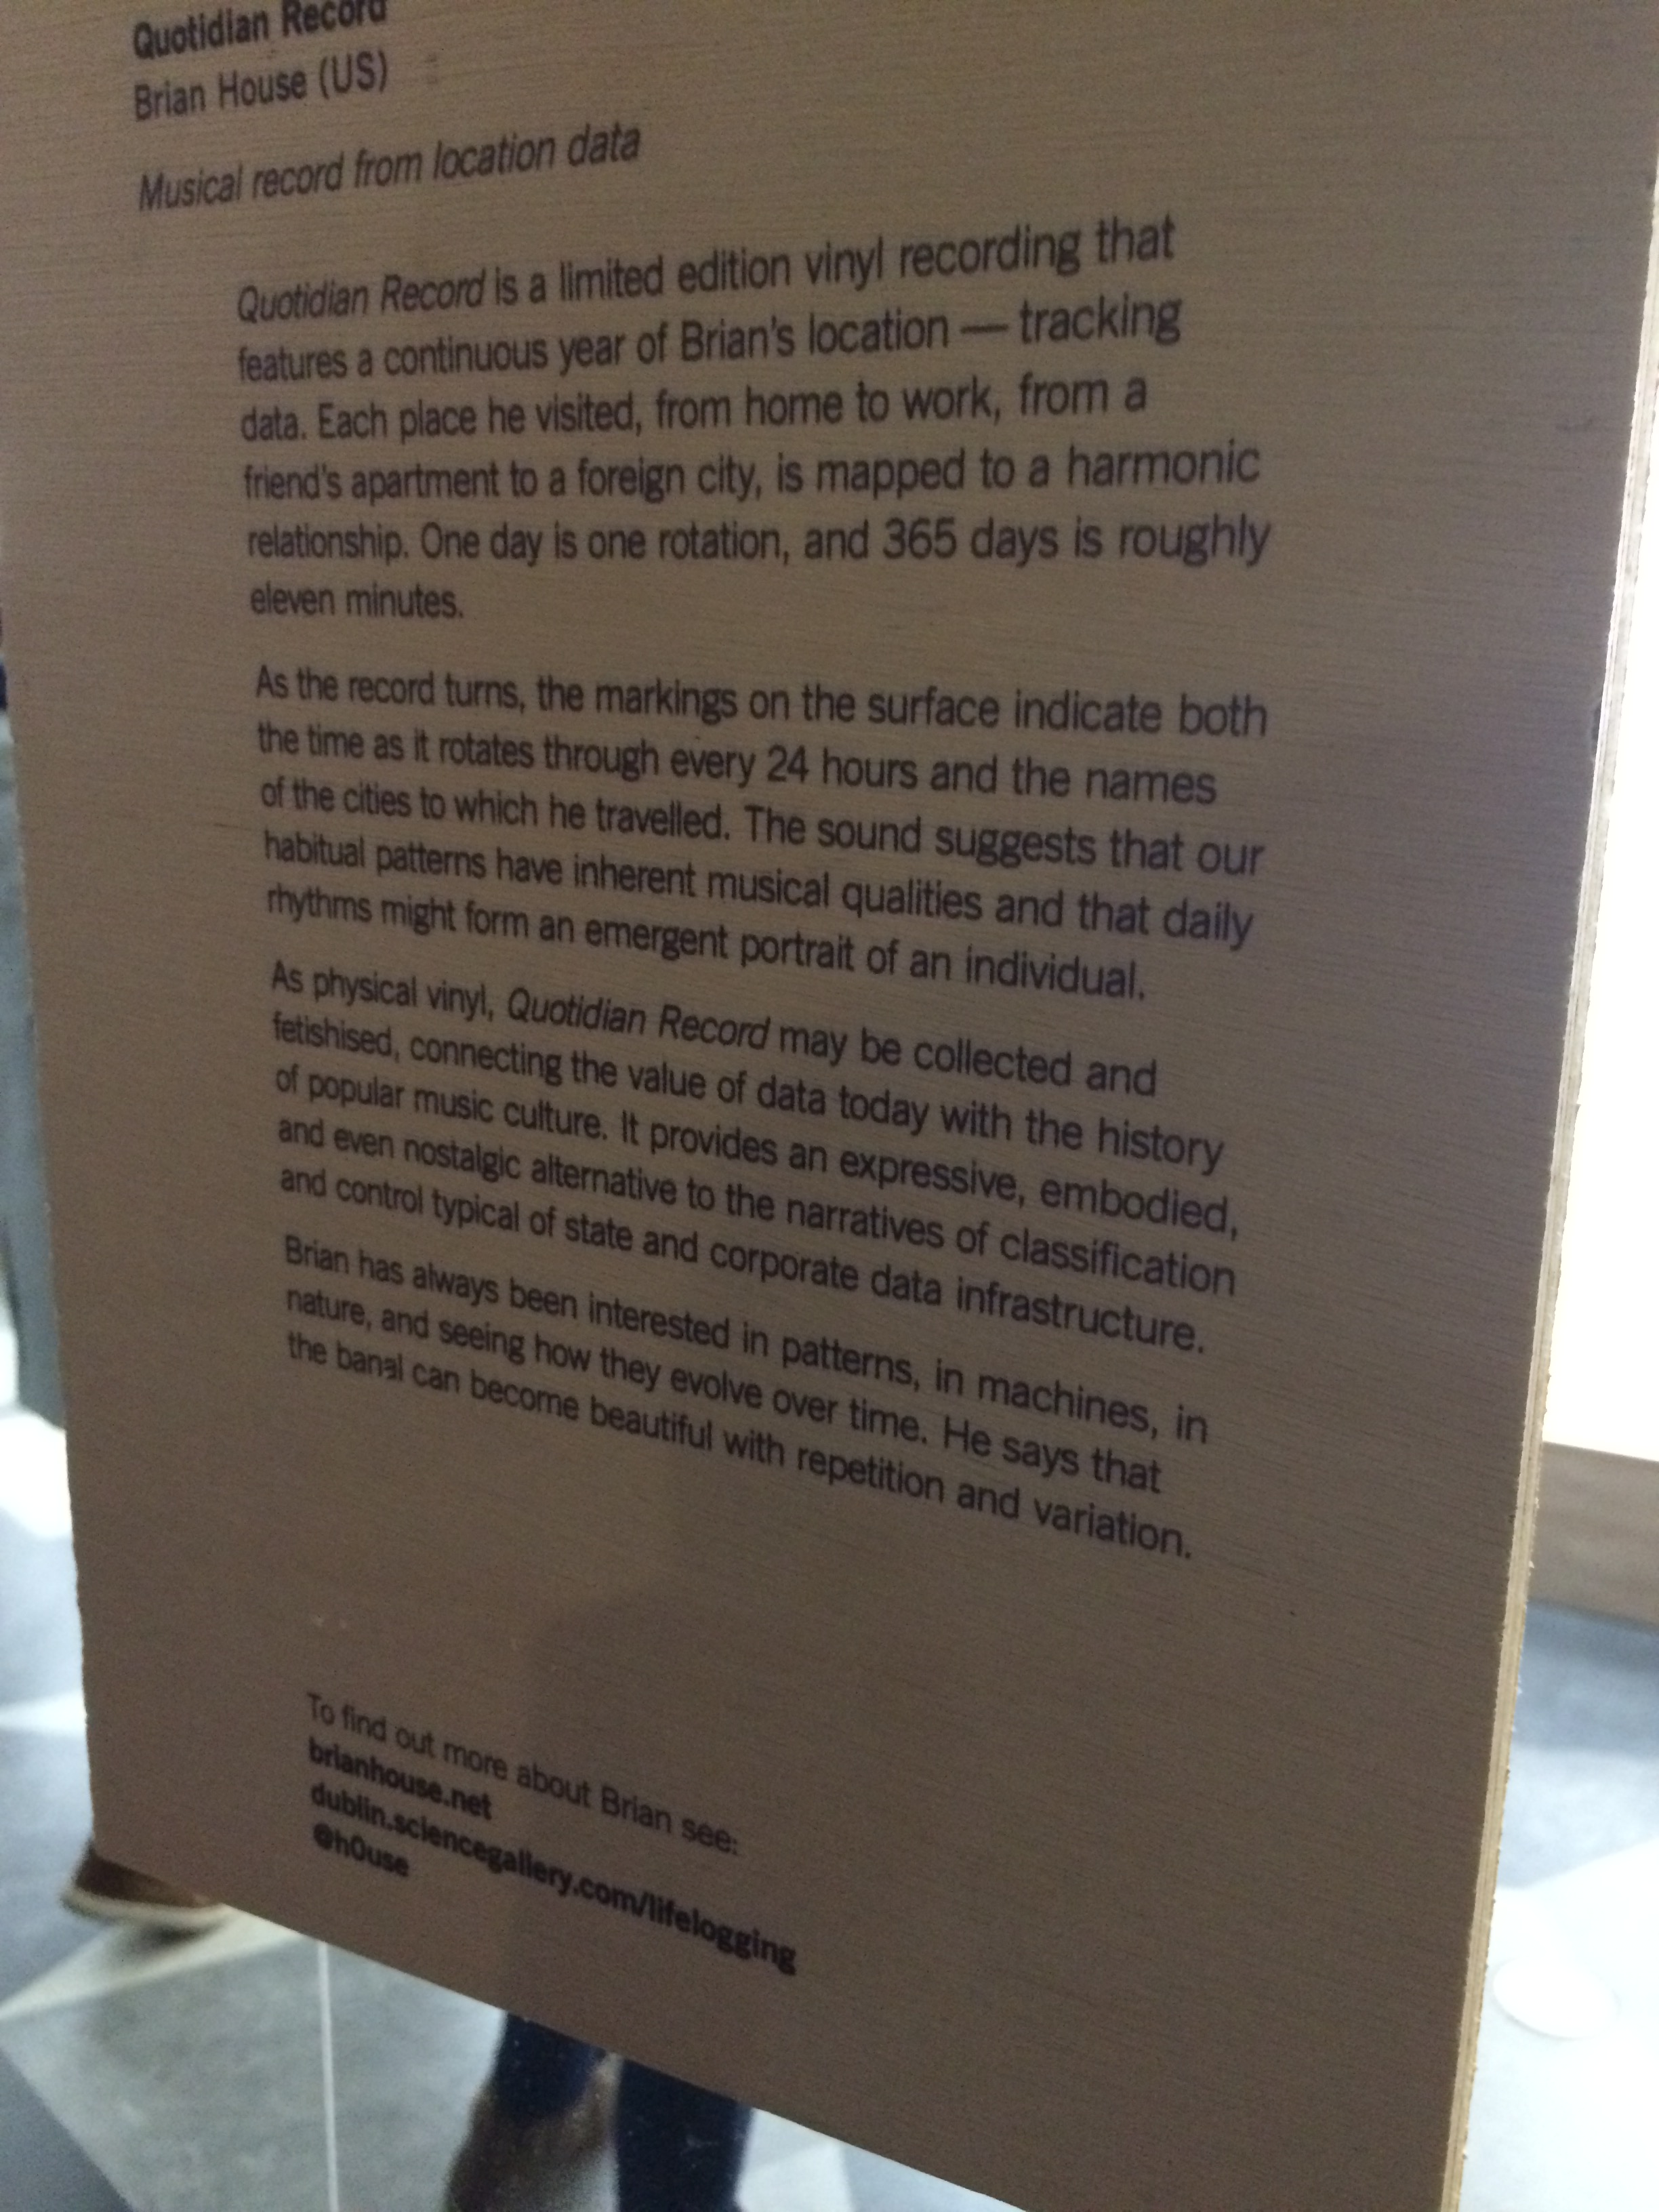 Quotidian Record
Brian House (US)
Musical record from location data
Quotidian Record is a limited edition vinyl recording that
features a continuous year of Brian's location — tracking
data. Each place he visited, from home to work, from a
friend's apartment to a foreign city, is mapped to a harmonic
relationship. One day is one rotation, and 365 days is roughly
eleven minutes.
As the record turns, the markings on the surface indicate both
the time as it rotates through every 24 hours and the names
of the cities to which he travelled. The sound suggests that our
habitual patterns have inherent musical qualities and that daily
rhythms might form an emergent portrait of an individual.
As physical vinyl, Quotidian Record may be collected and
fetishised, connecting the value of data today with the history
of popular music culture. It provides an expressive, embodied,
and even nostalgic alternative to the narratives of classification
and control typical of state and corporate data infrastructure.
Brian has always been interested in patterns, in machines, in
nature, and seeing how they evolve over time. He says that
the banal can become beautiful with repetition and variation.
To find out more about Brian see:
brianhouse.net
dublin.sciencegallery.com/lifelogging
@h0use